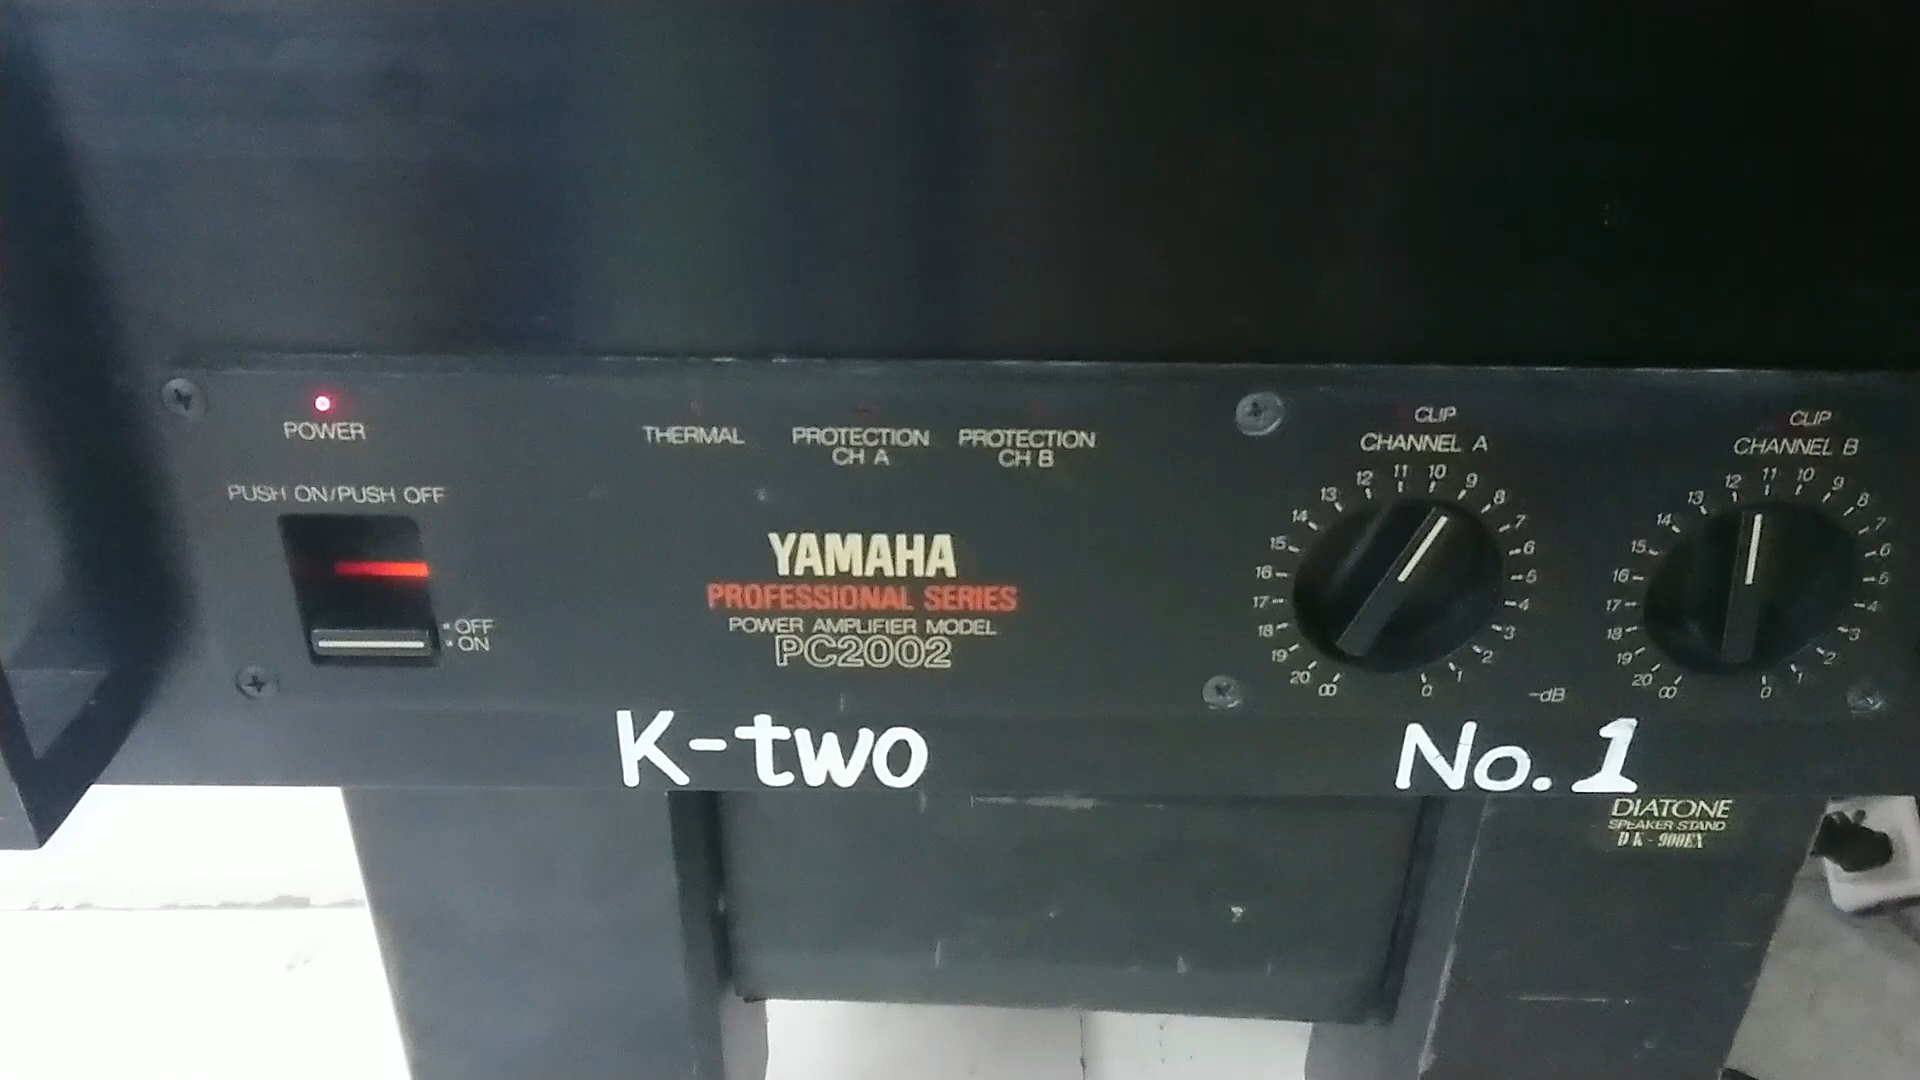 POWER
PUSH ON/PUSH OFF
OFF
ON
THERMAL
PROTECTION
CH A
PROTECTION
CH B
YAMAHA
PROFESSIONAL SERIES
POWER AMPLIFIER MODEL
PC2002
CLIP
CHANNEL A
∞ 20 19 18 17 16 15 14 13 12 11 10 9 8 7 6 5 4 3 2 1 0
-dB
CLIP
CHANNEL B
∞ 20 19 18 17 16 15 14 13 12 11 10 9 8 7 6 5 4 3 2 1 0
K-two
No.1
DIATONE
SPEAKER STAND
DK-900EX